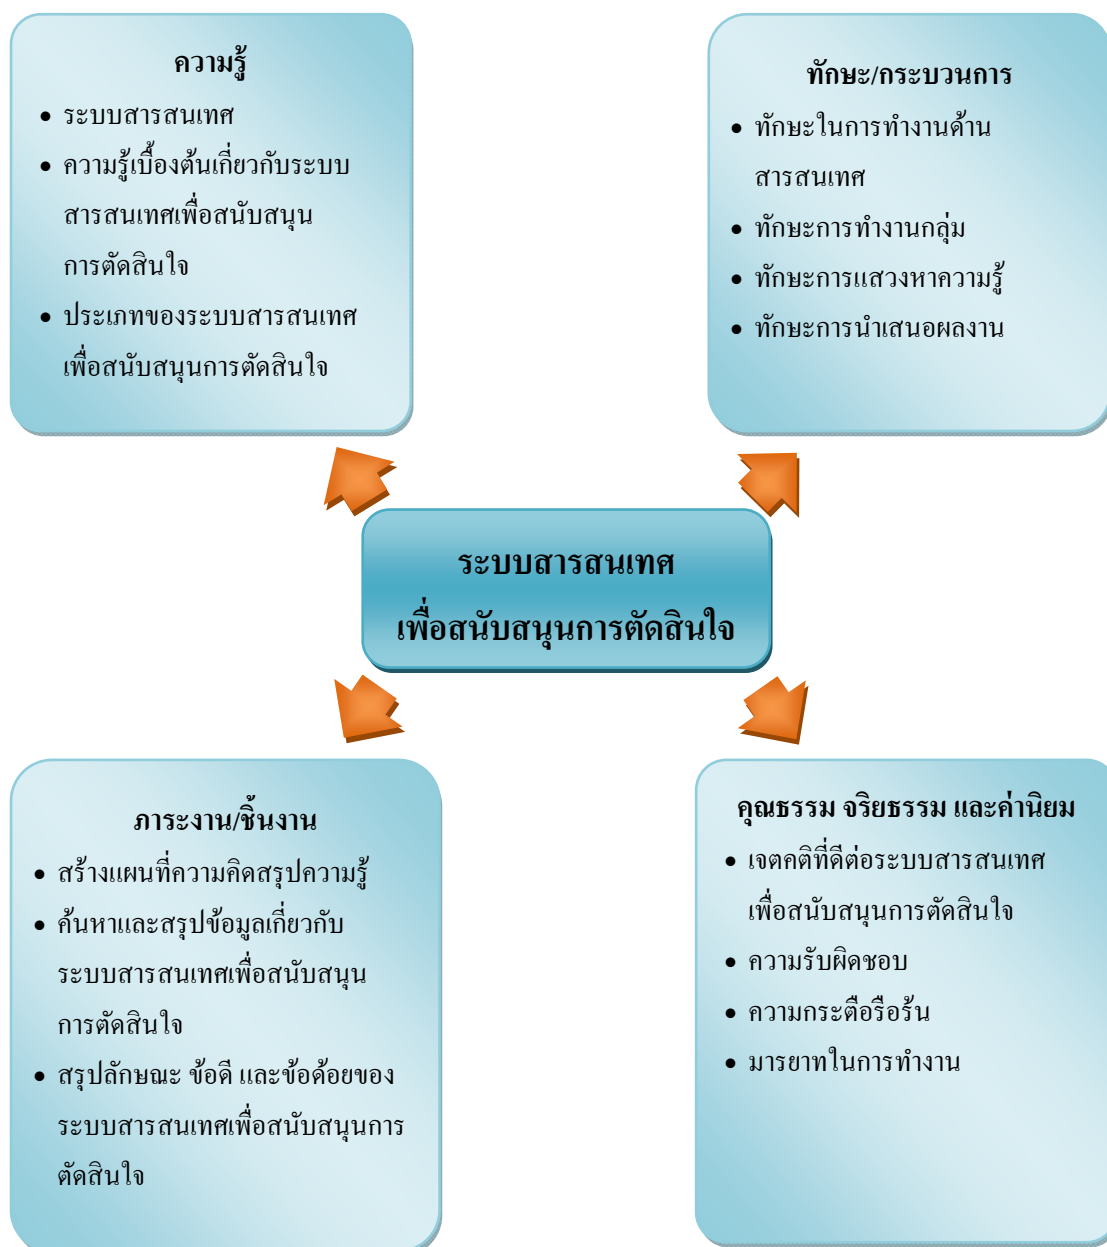 ความรู้
• ระบบสารสนเทศ
• ความรู้เบื้องต้นเกี่ยวกับระบบ
สารสนเทศเพื่อสนับสนุน
การตัดสินใจ
• ประเภทของระบบสารสนเทศ
เพื่อสนับสนุนการตัดสินใจ
ทักษะ/กระบวนการ
• ทักษะในการทำงานด้าน
สารสนเทศ
• ทักษะการทำงานกลุ่ม
• ทักษะการแสวงหาความรู้
• ทักษะการนำเสนอผลงาน
ระบบสารสนเทศ
เพื่อสนับสนุนการตัดสินใจ
ภาระงาน/ชิ้นงาน
• สร้างแผนที่ความคิดสรุปความรู้
• ค้นหาและสรุปข้อมูลเกี่ยวกับ
ระบบสารสนเทศเพื่อสนับสนุน
การตัดสินใจ
• สรุปลักษณะ ข้อดี และข้อด้อยของ
ระบบสารสนเทศเพื่อสนับสนุนการ
ตัดสินใจ
คุณธรรม จริยธรรม และค่านิยม
• เจตคติที่ดีต่อระบบสารสนเทศ
เพื่อสนับสนุนการตัดสินใจ
• ความรับผิดชอบ
• ความกระตือรือร้น
• มารยาทในการทำงาน